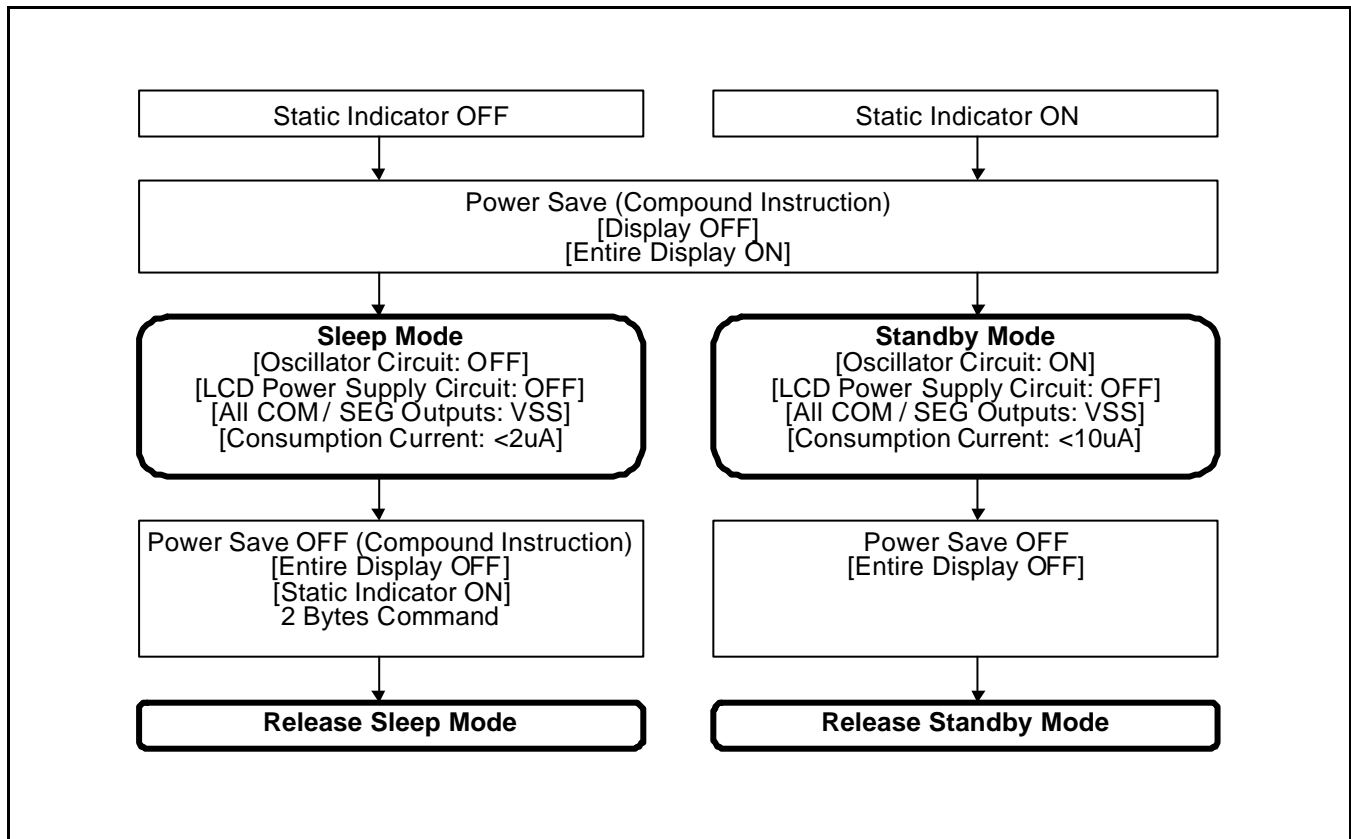 Static Indicator OFF
Static Indicator ON
Power Save (Compound Instruction)
[Display OFF]
[Entire Display ON]
Sleep Mode
[Oscillator Circuit: OFF]
[LCD Power Supply Circuit: OFF]
[All COM / SEG Outputs: VSS]
[Consumption Current: <2uA]
Standby Mode
[Oscillator Circuit: ON]
[LCD Power Supply Circuit: OFF]
[All COM / SEG Outputs: VSS]
[Consumption Current: <10uA]
Power Save OFF (Compound Instruction)
[Entire Display OFF]
[Static Indicator ON]
2 Bytes Command
Power Save OFF
[Entire Display OFF]
Release Sleep Mode
Release Standby Mode